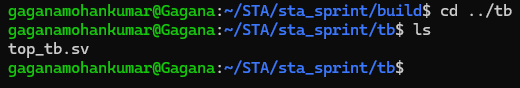 gaganamohankumar@Gagana:~/STA/sta_sprint/build$ cd ../tb
gaganamohankumar@Gagana:~/STA/sta_sprint/tb$ ls
top_tb.sv
gaganamohankumar@Gagana:~/STA/sta_sprint/tb$